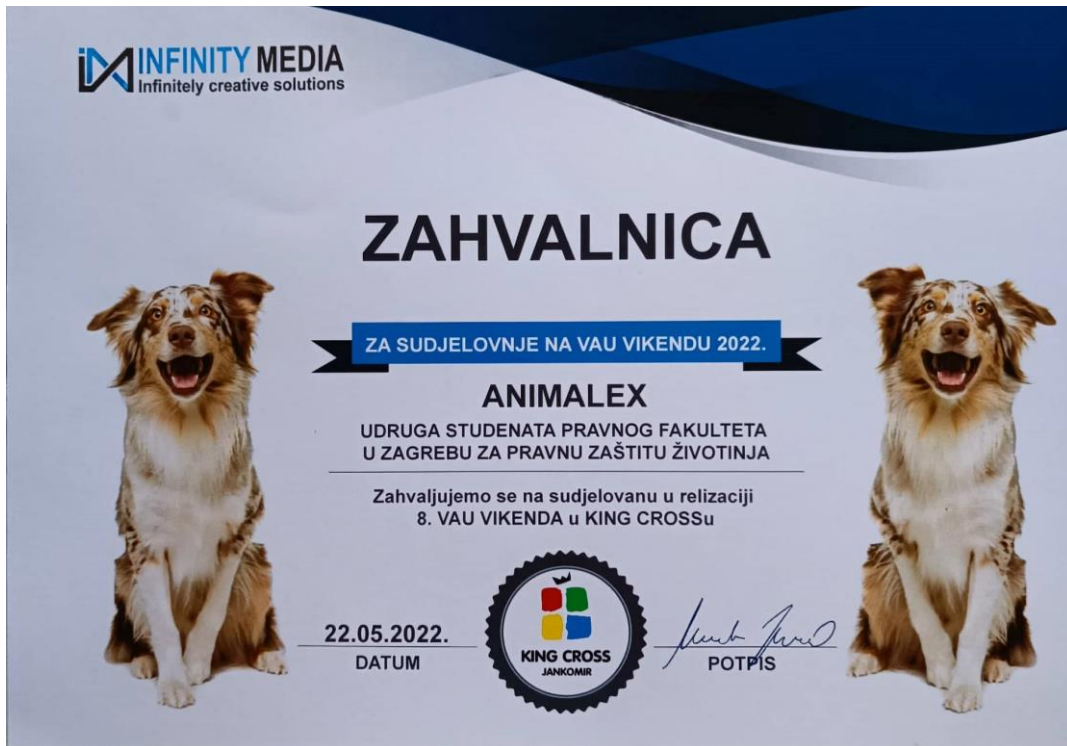 INFINITY MEDIA
Infinitely creative solutions
ZAHVALNICA
ZA SUDJELOVNJE NA VAU VIKENDU 2022.
ANIMALEX
UDRUGA STUDENATA PRAVNOG FAKULTETA
U ZAGREBU ZA PRAVNU ZAŠTITU ŽIVOTINJA
Zahvaljujemo se na sudjelovanu u relizaciji
8. VAU VIKENDA u KING CROSSu
22.05.2022.
DATUM
KING CROSS
JANKOMIR
POTPIS